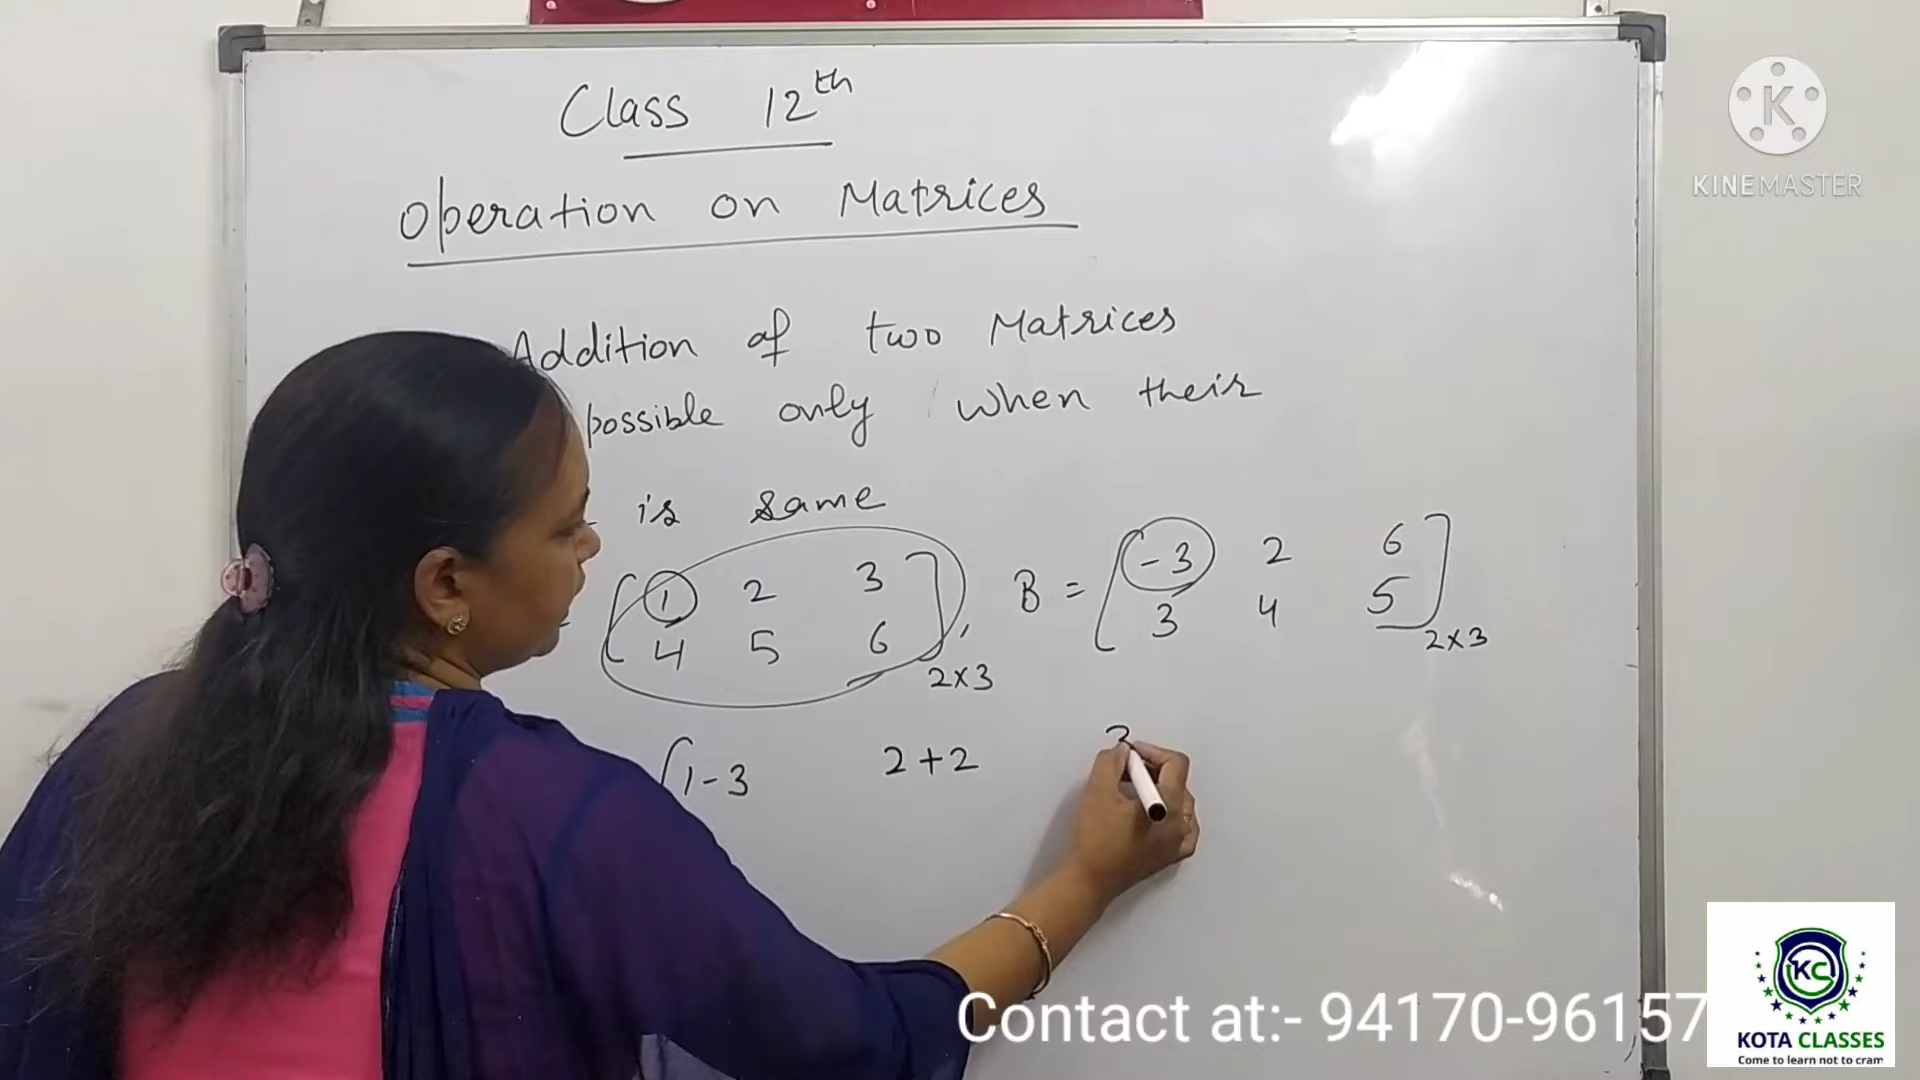 Class 12th
Operation on Matrices
Addition of two Matrices
possible only when their
is same
[1 2 3
4 5 6] 2x3, B = [-3 2 6
3 4 5] 2x3
[1-3 2+2 3
KINEMASTER
Contact at:- 94170-96157
KC
KOTA CLASSES
Come to learn not to cram